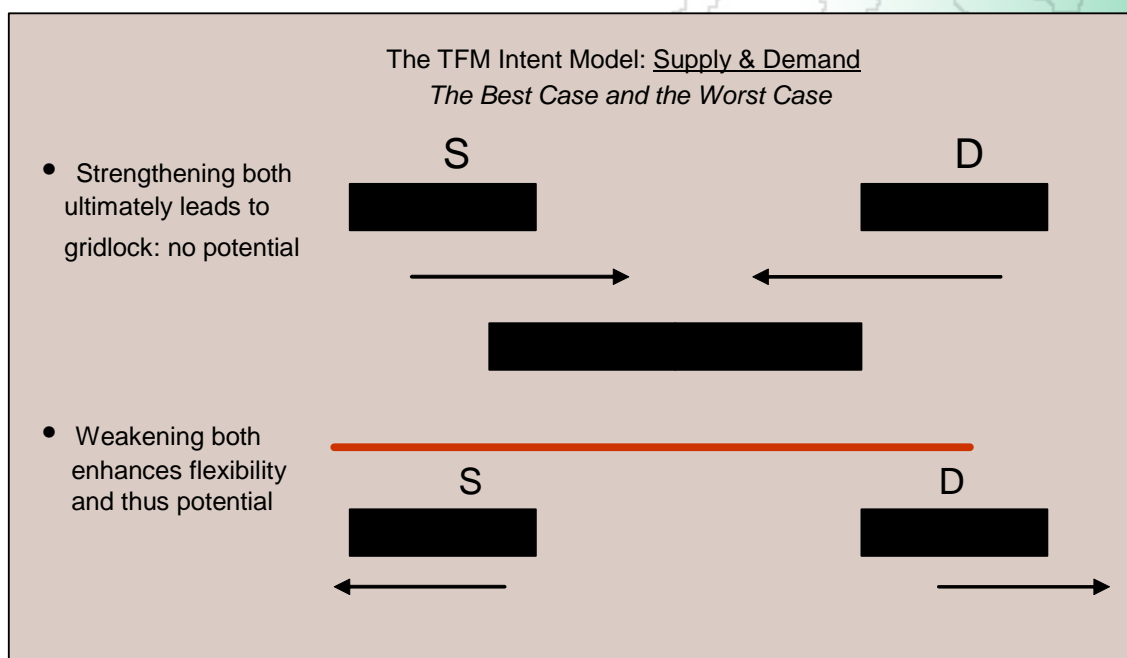 The TFM Intent Model: Supply & Demand
The Best Case and the Worst Case
S
D
• Strengthening both
ultimately leads to
gridlock: no potential
• Weakening both
enhances flexibility
and thus potential
S
D